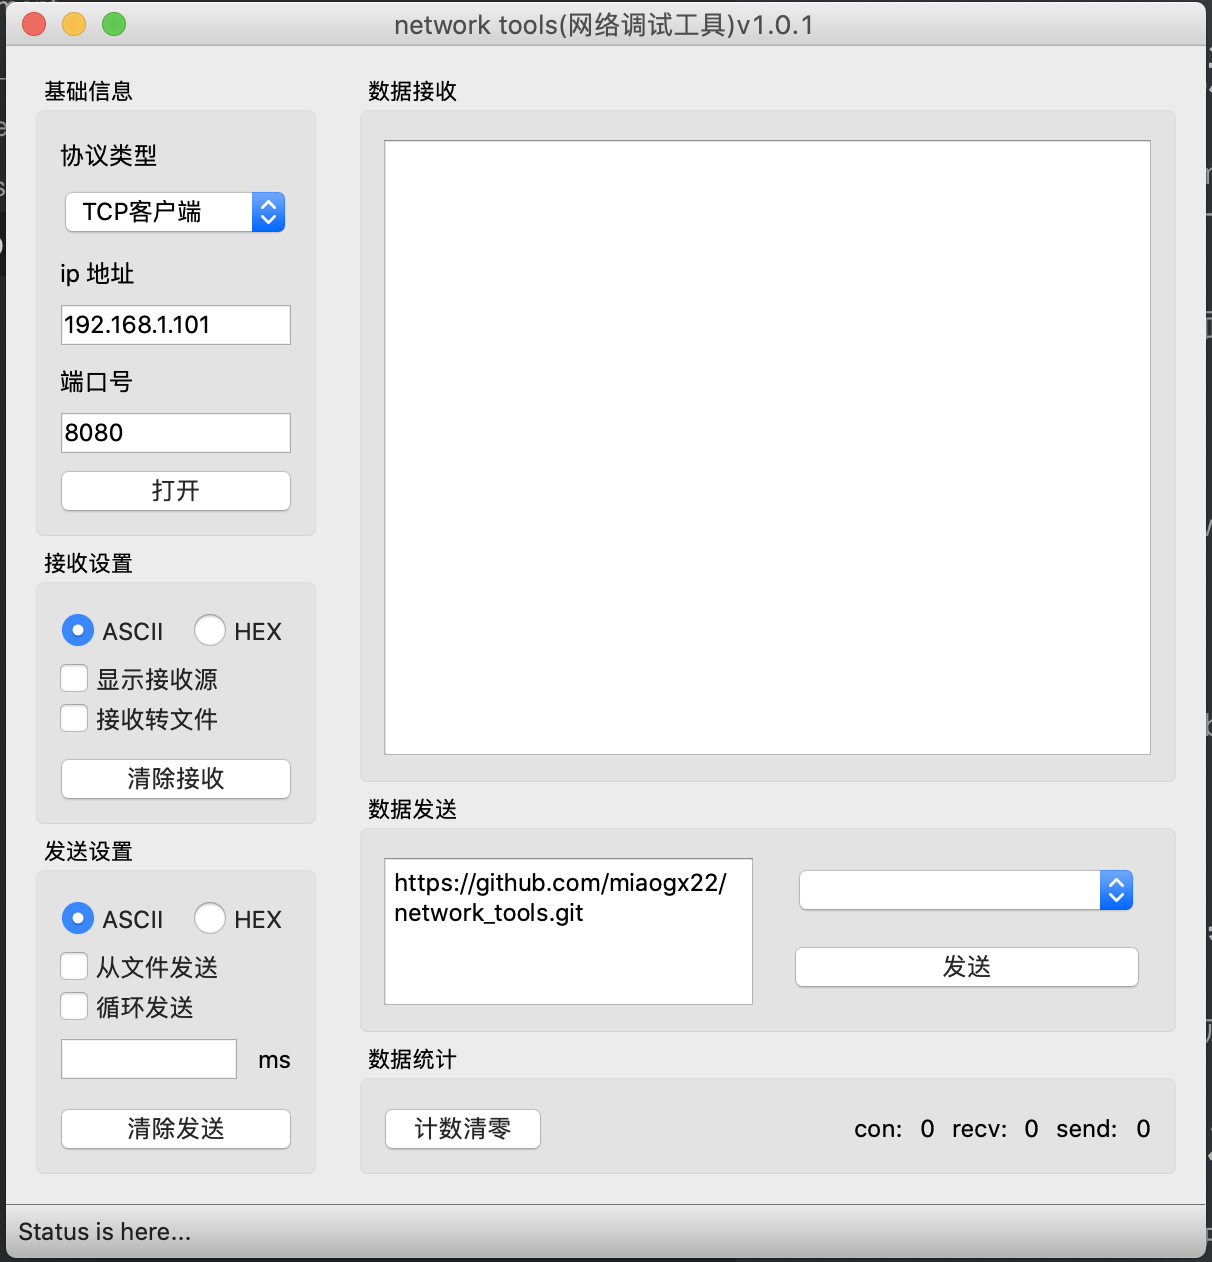 network tools(网络调试工具)v1.0.1
基础信息
协议类型
TCP客户端
ip 地址
192.168.1.101
端口号
8080
打开
接收设置
ASCII HEX
显示接收源
接收转文件
清除接收
发送设置
ASCII HEX
从文件发送
循环发送
ms
清除发送
数据接收
数据发送
https://github.com/miaogx22/
network_tools.git
发送
数据统计
计数清零
con: 0 recv: 0 send: 0
Status is here...